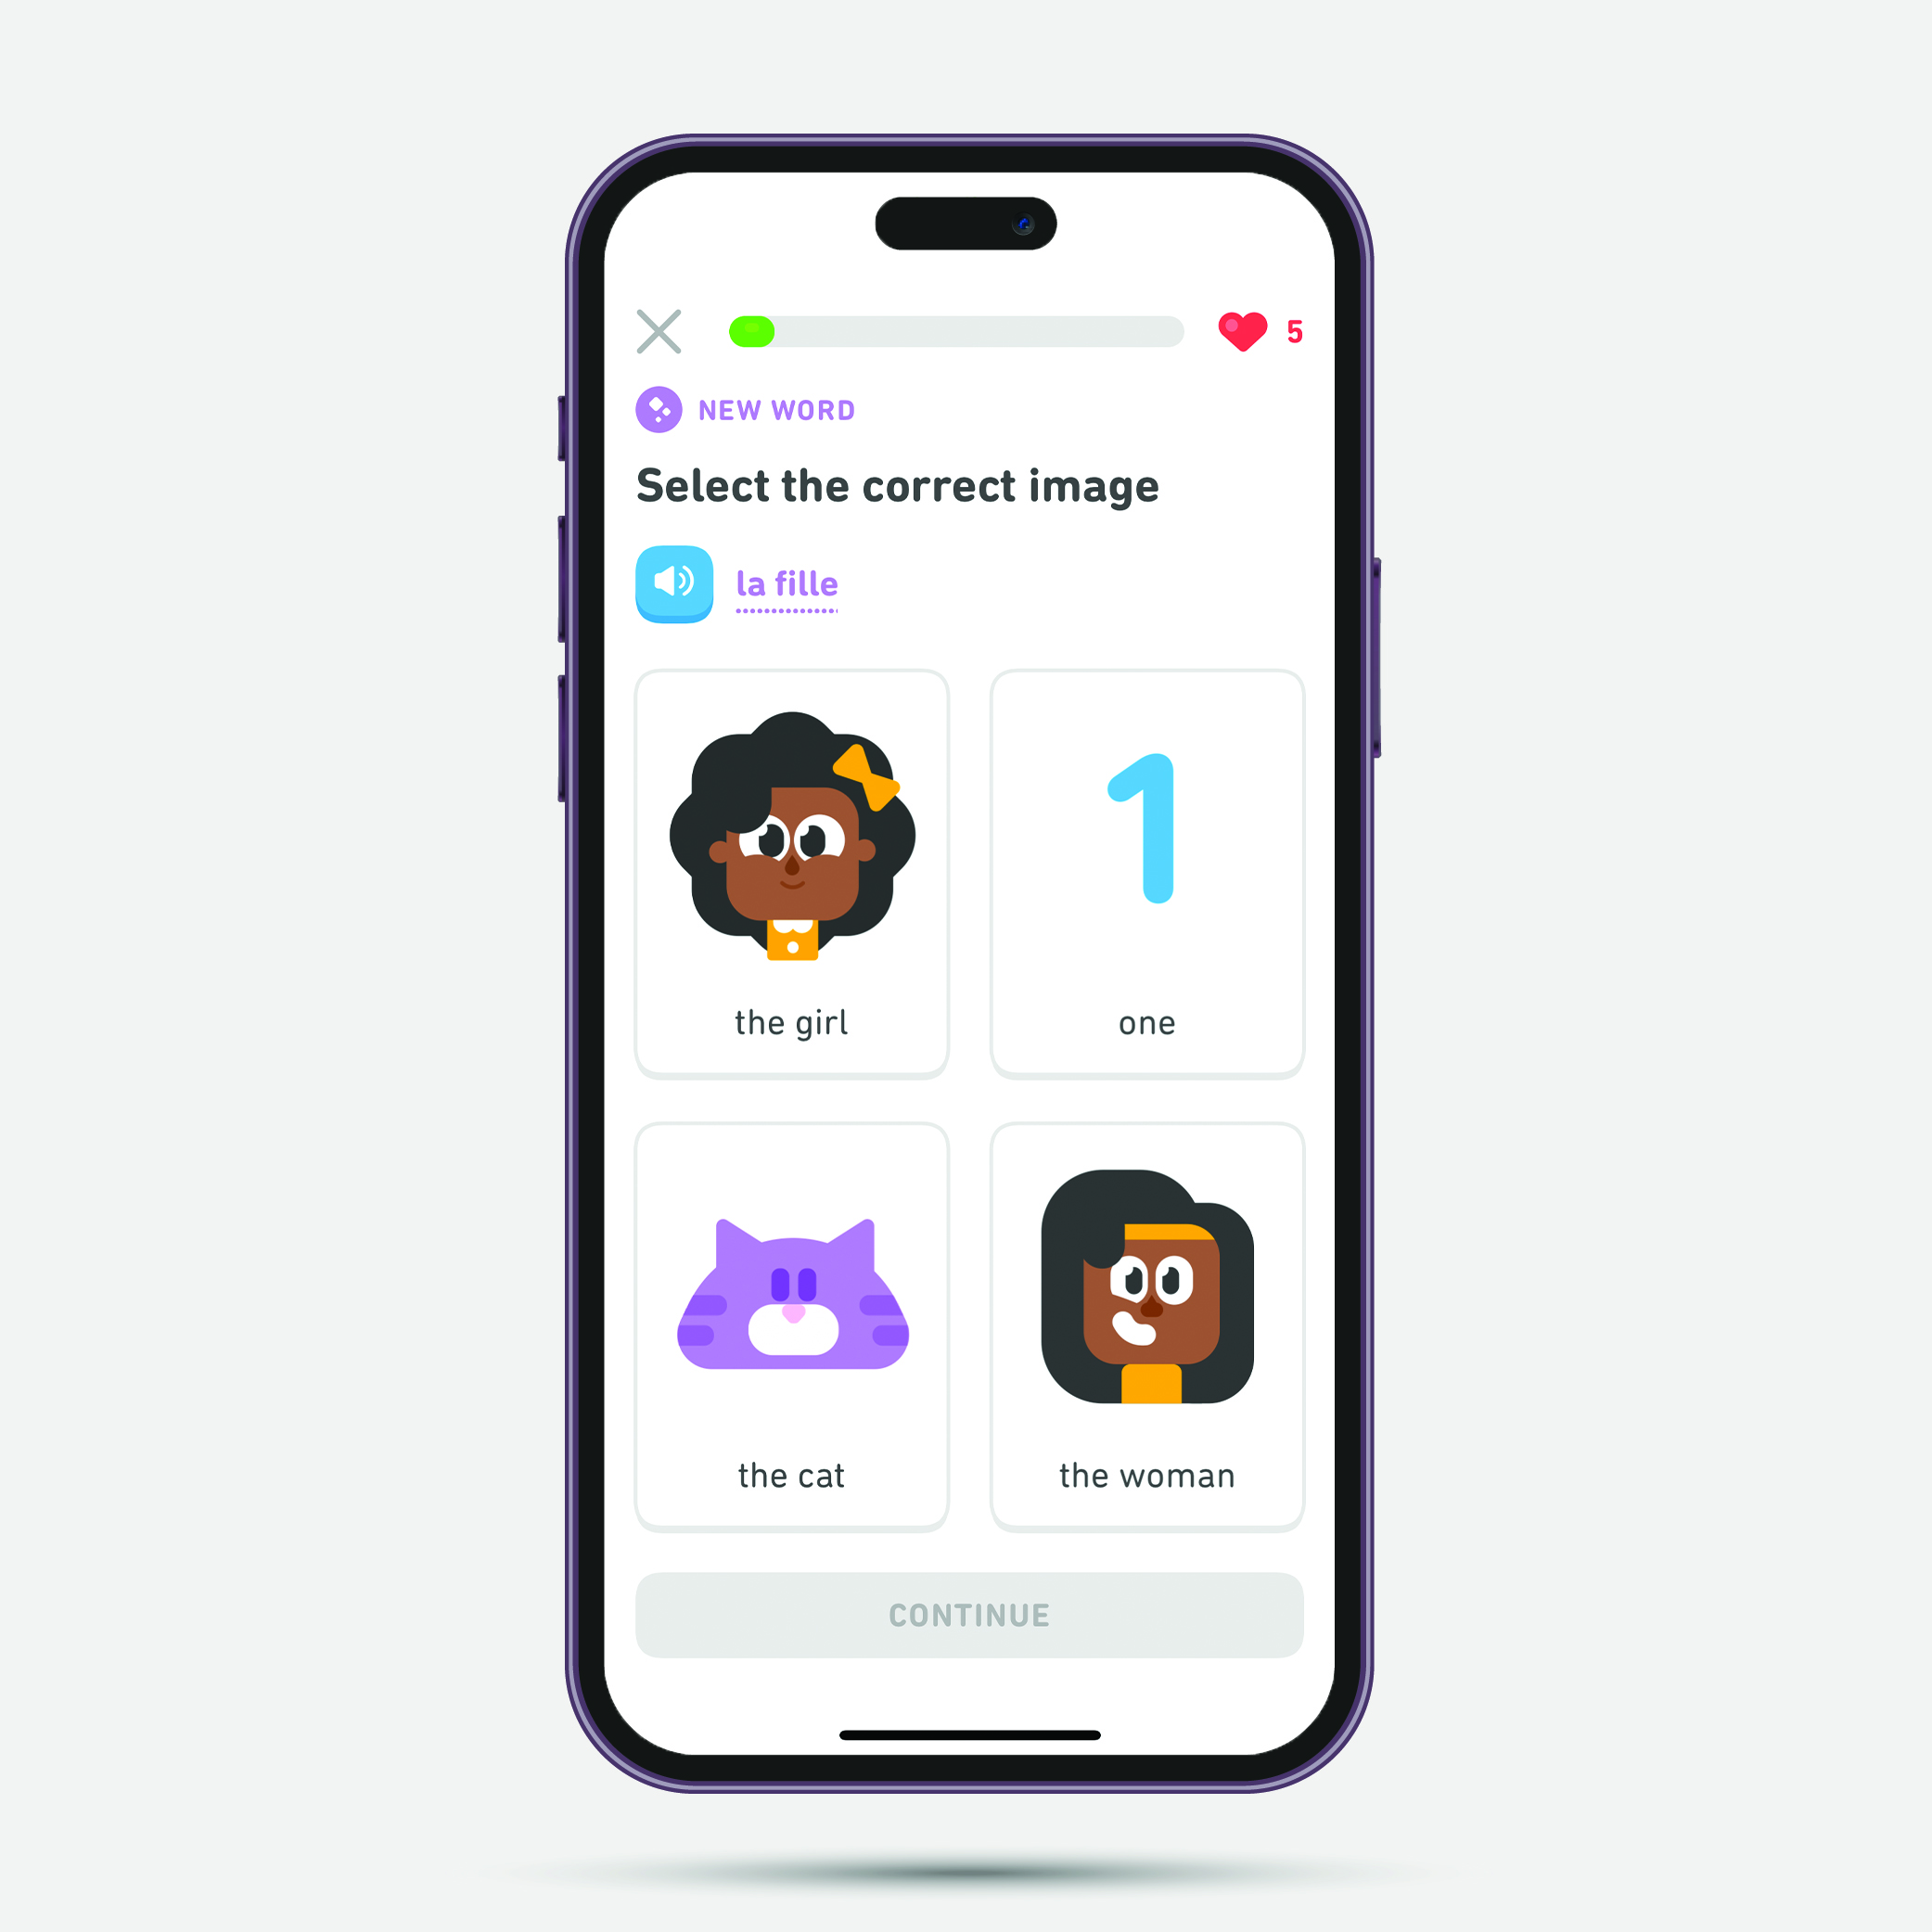 5
NEW WORD
Select the correct image
la fille
1
the girl
one
the cat
the woman
CONTINUE